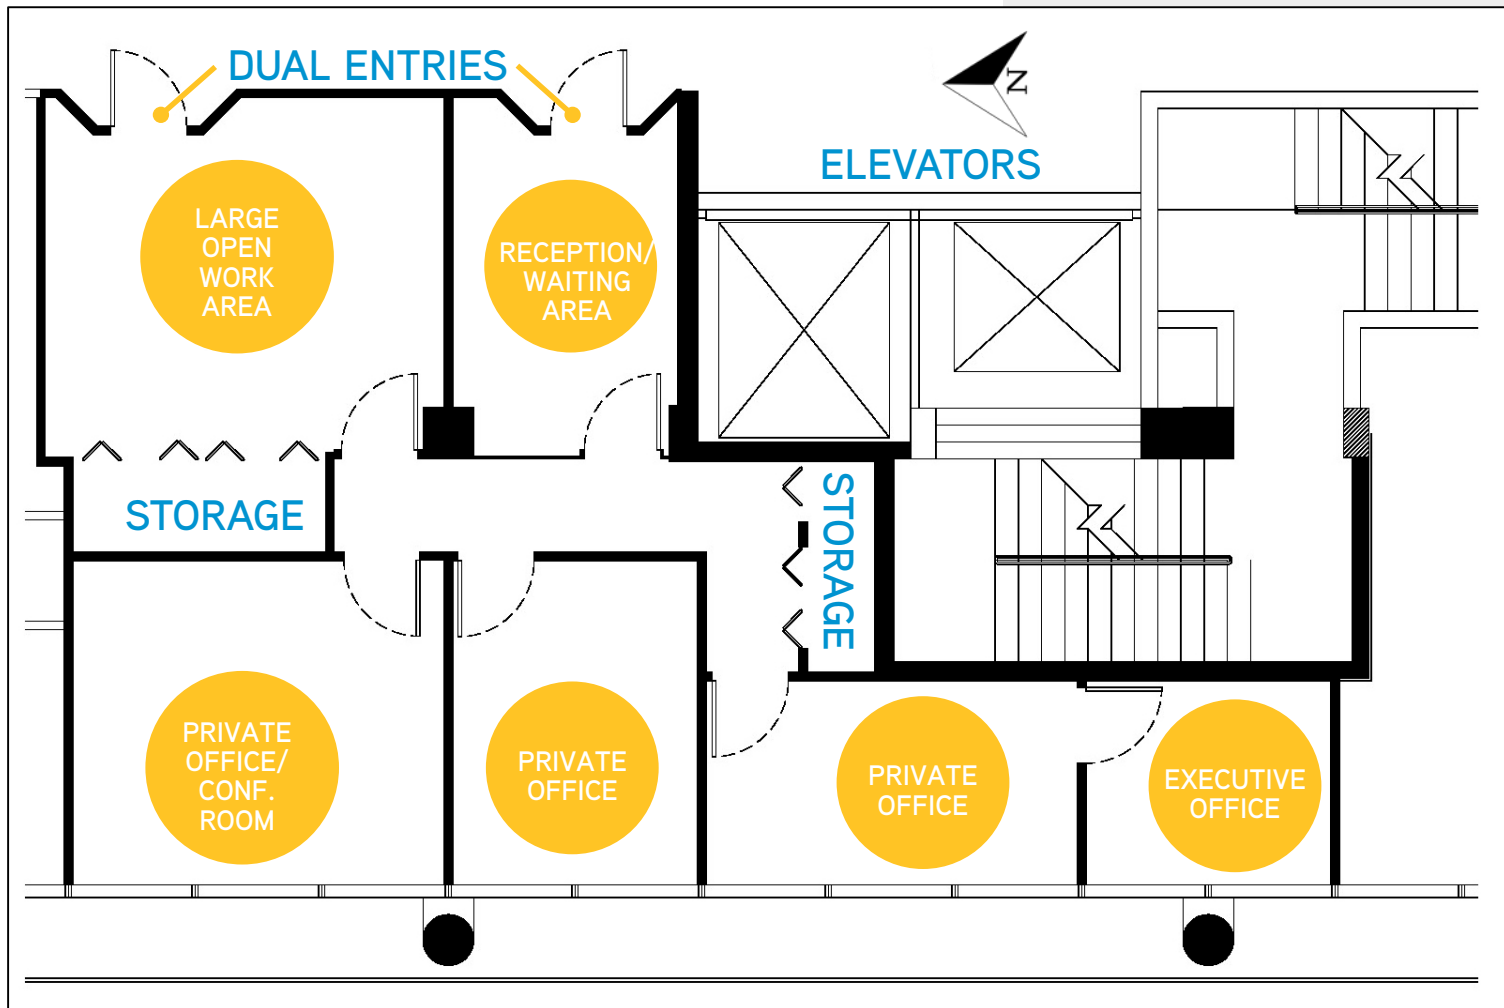 DUAL ENTRIES
N
ELEVATORS
LARGE
OPEN
WORK
AREA
RECEPTION/
WAITING
AREA
STORAGE
STORAGE
PRIVATE
OFFICE/
CONF.
ROOM
PRIVATE
OFFICE
PRIVATE
OFFICE
EXECUTIVE
OFFICE